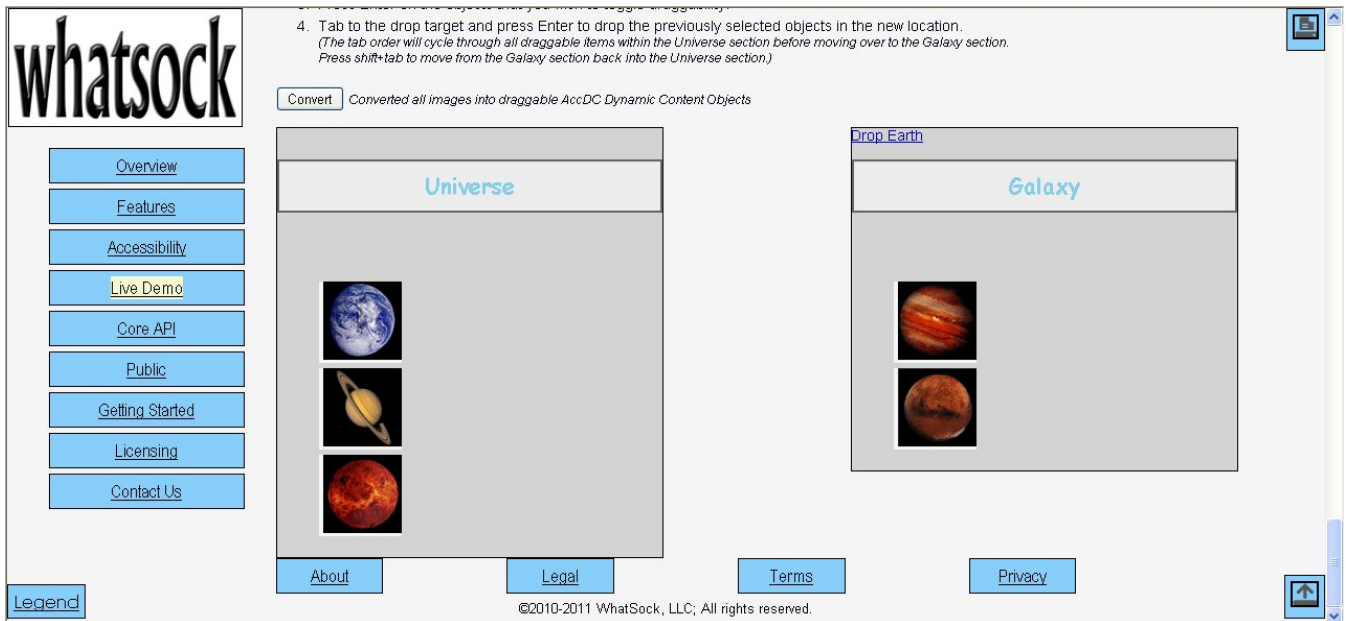 whatsock
4. Tab to the drop target and press Enter to drop the previously selected objects in the new location.
(The tab order will cycle through all draggable items within the Universe section before moving over to the Galaxy section.
Press shift+tab to move from the Galaxy section back into the Universe section.)
Convert Converted all images into draggable AccDC Dynamic Content Objects
Overview
Features
Accessibility
Live Demo
Core API
Public
Getting Started
Licensing
Contact Us
Universe
Drop Earth
Galaxy
About Legal Terms Privacy
Legend
©2010-2011 WhatSock, LLC; All rights reserved.